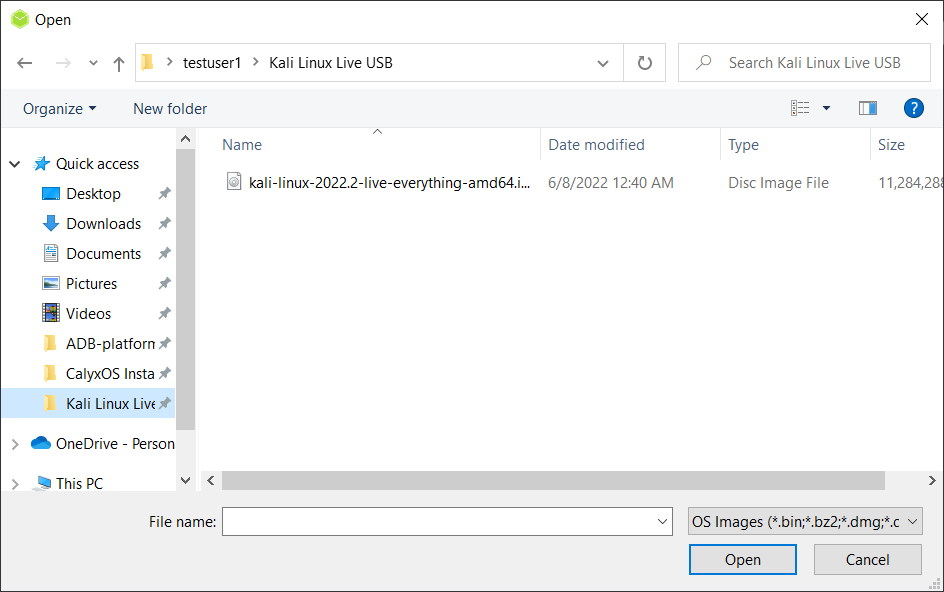 Open
testuser1 > Kali Linux Live USB
Search Kali Linux Live USB
Organize
New folder
?
Name
Date modified
Type
Size
kali-linux-2022.2-live-everything-amd64.i...
6/8/2022 12:40 AM
Disc Image File
11,284,288
Quick access
Desktop
Downloads
Documents
Pictures
Videos
ADB-platform
CalyxOS Insta
Kali Linux Live
OneDrive - Person
This PC
File name:
OS Images (*.bin;*.bz2;*.dmg;*.c
Open
Cancel